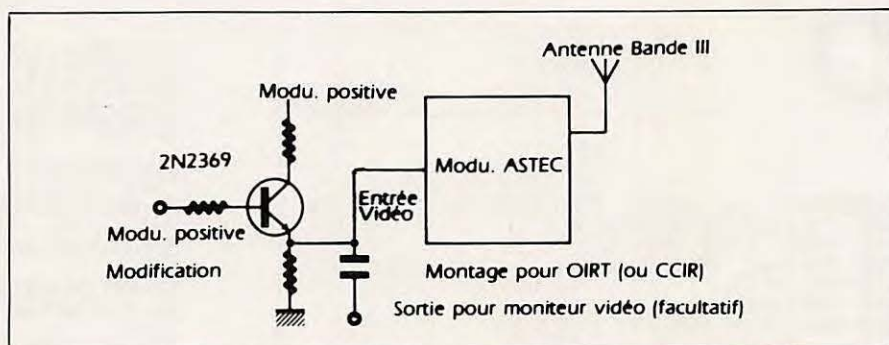 Antenne Bande III
Modu. positive
2N2369
Modu. ASTEC
Entrée
Vidéo
Modu. positive
Modification
Montage pour OIRT (ou CCIR)
Sortie pour moniteur vidéo (facultatif)